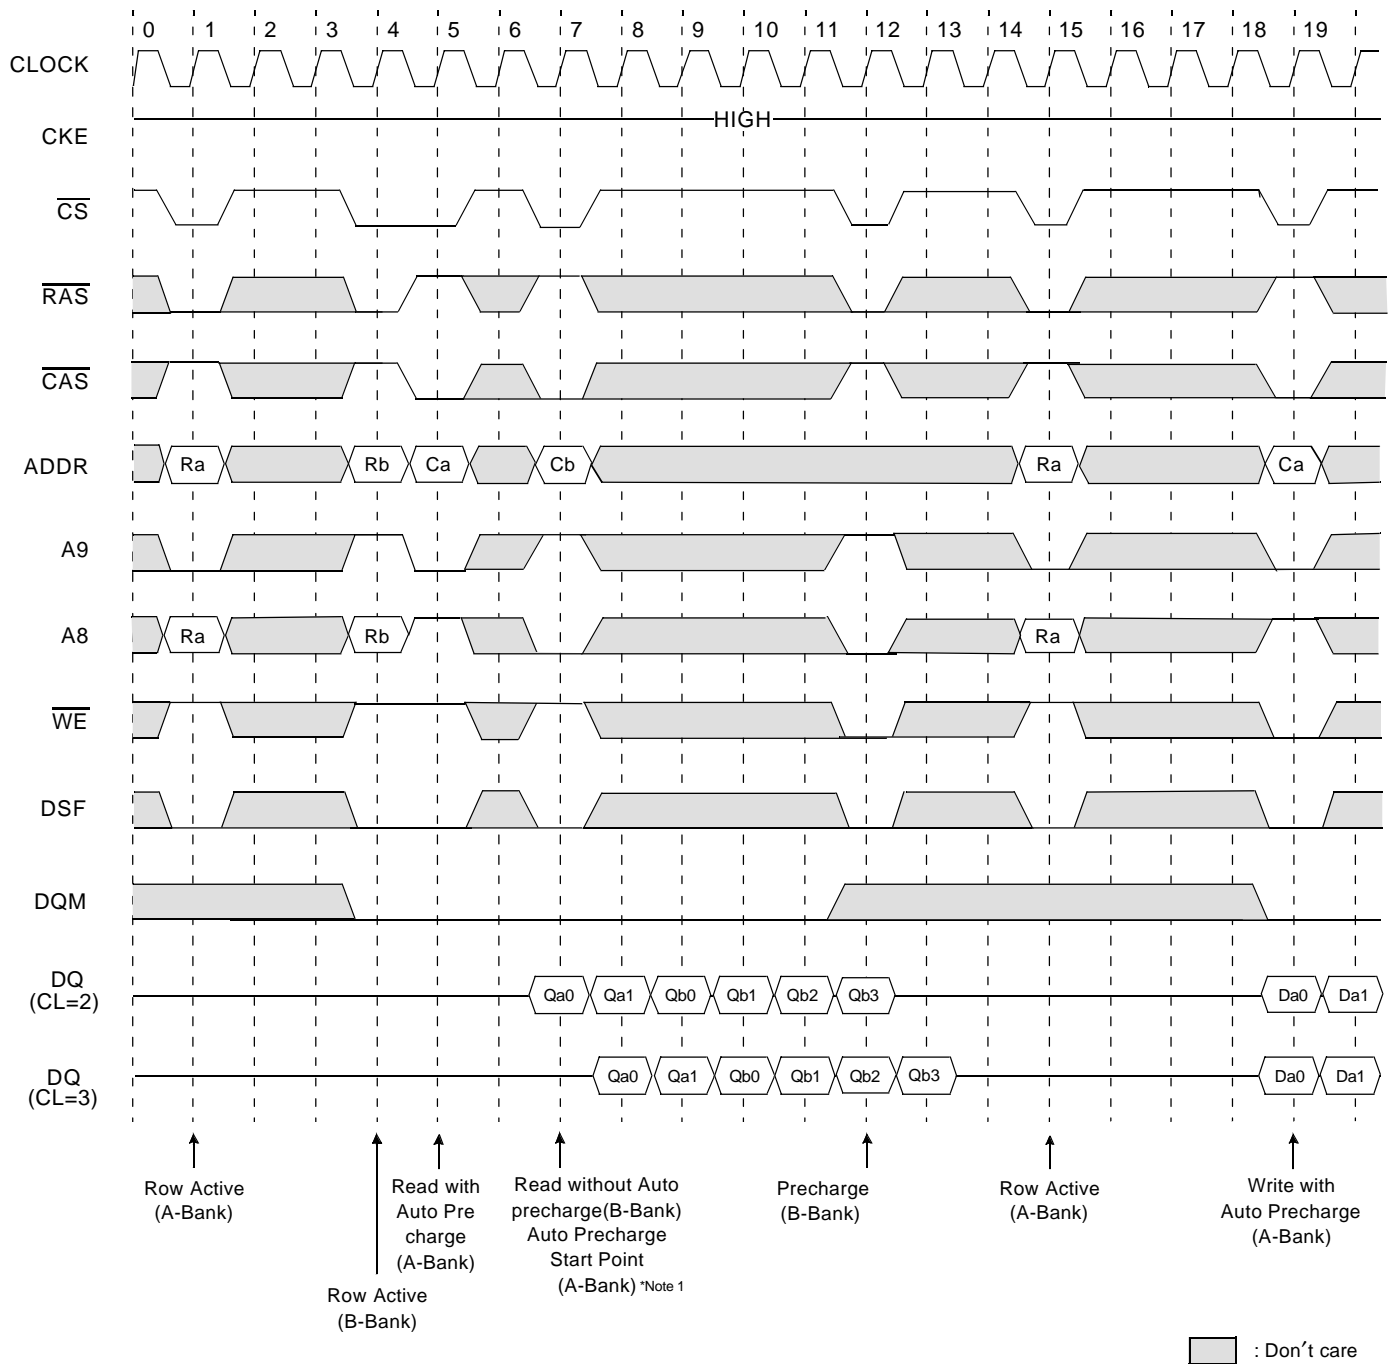 0 1 2 3 4 5 6 7 8 9 10 11 12 13 14 15 16 17 18 19
CLOCK
HIGH
CKE
CS
RAS
CAS
ADDR Ra Rb Ca Cb Ra Ca
A9
A8 Ra Rb Ra
WE
DSF
DQM
DQ
(CL=2) Qa0 Qa1 Qb0 Qb1 Qb2 Qb3 Da0 Da1
DQ
(CL=3) Qa0 Qa1 Qb0 Qb1 Qb2 Qb3 Da0 Da1
Row Active
(A-Bank)
Row Active
(B-Bank)
Read with
Auto Pre
charge
(A-Bank)
Read without Auto
precharge(B-Bank)
Auto Precharge
Start Point
(A-Bank) *Note 1
Precharge
(B-Bank)
Row Active
(A-Bank)
Write with
Auto Precharge
(A-Bank)
: Don′t care